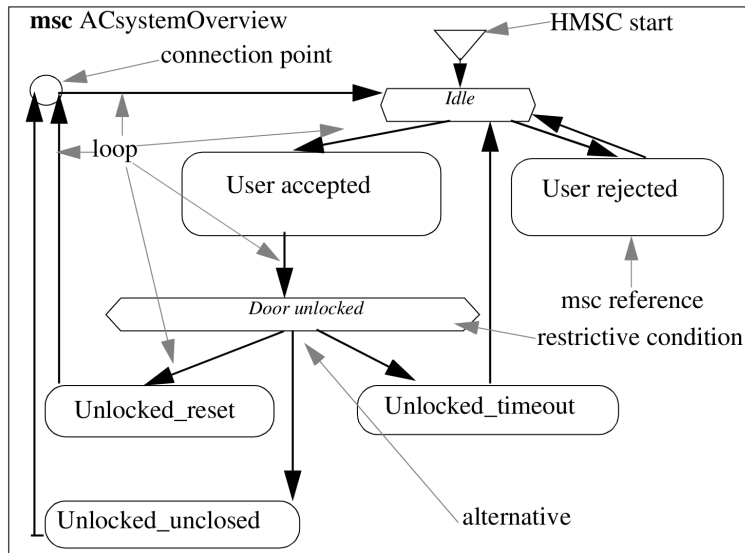 msc ACsystemOverview
HMSC start
connection point
Idle
loop
User accepted
User rejected
msc reference
Door unlocked
restrictive condition
Unlocked_reset
Unlocked_timeout
Unlocked_unclosed
alternative